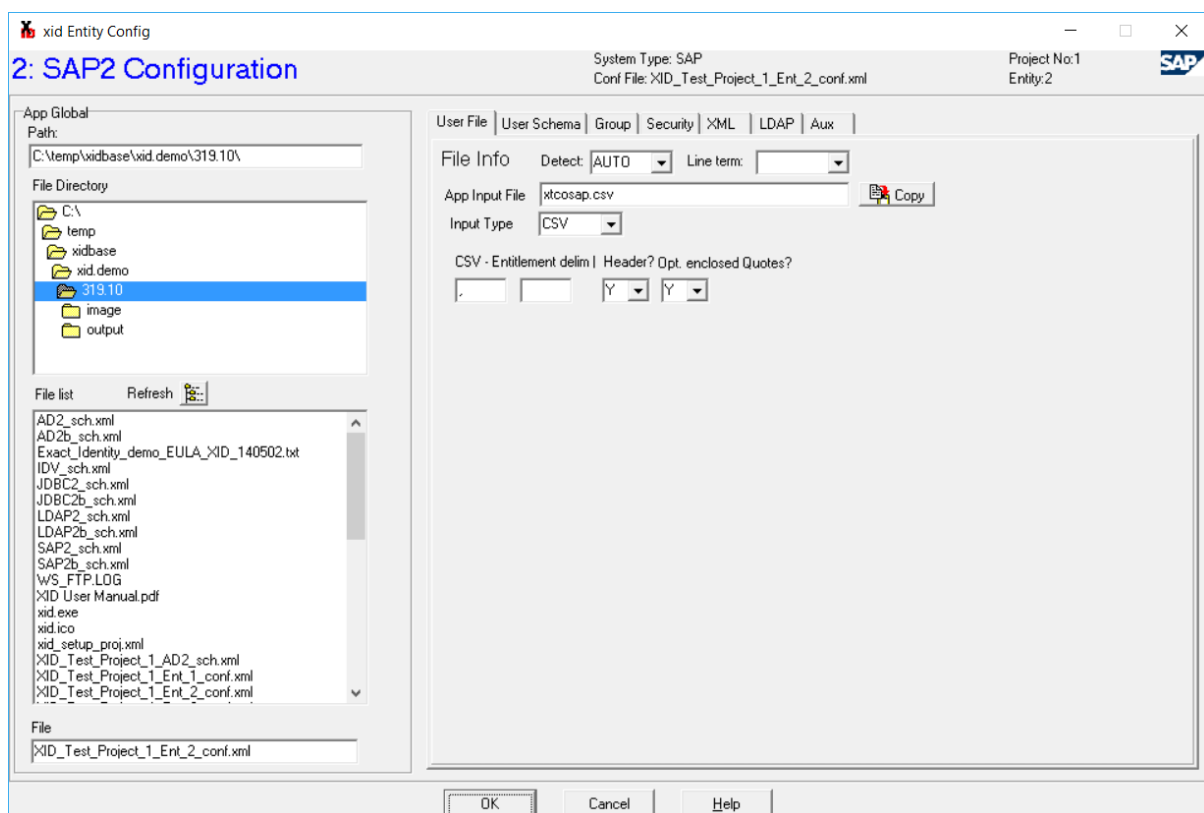 xid Entity Config
2: SAP2 Configuration
System Type: SAP
Conf File: XID_Test_Project_1_Ent_2_conf.xml
Project No:1
Entity:2
SAP
App Global
Path:
C:\temp\xidbase\xid.demo\319.10\
File Directory
C:\
temp
xidbase
xid.demo
319.10
image
output
File list
Refresh
AD2_sch.xml
AD2b_sch.xml
Exact_Identity_demo_EULA_XID_140502.txt
IDV_sch.xml
JDBC2_sch.xml
JDBC2b_sch.xml
LDAP2_sch.xml
LDAP2b_sch.xml
SAP2_sch.xml
SAP2b_sch.xml
WS_FTP.LOG
XID User Manual.pdf
xid.exe
xid.ico
xid_setup_proj.xml
XID_Test_Project_1_AD2_sch.xml
XID_Test_Project_1_Ent_1_conf.xml
XID_Test_Project_1_Ent_2_conf.xml
File
XID_Test_Project_1_Ent_2_conf.xml
User File User Schema Group Security XML LDAP Aux
File Info Detect: AUTO Line term:
App Input File xtcosap.csv Copy
Input Type CSV
CSV - Entitlement delim | Header? Opt. enclosed Quotes?
, Y Y
OK Cancel Help